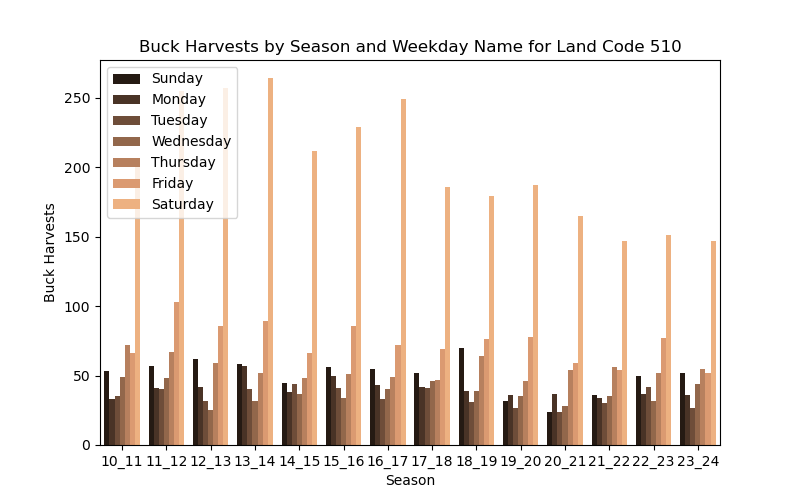 Buck Harvests by Season and Weekday Name for Land Code 510
Sunday
Monday
Tuesday
Wednesday
Thursday
Friday
Saturday
250
200
150
100
50
0
Buck Harvests
10_11 11_12 12_13 13_14 14_15 15_16 16_17 17_18 18_19 19_20 20_21 21_22 22_23 23_24
Season